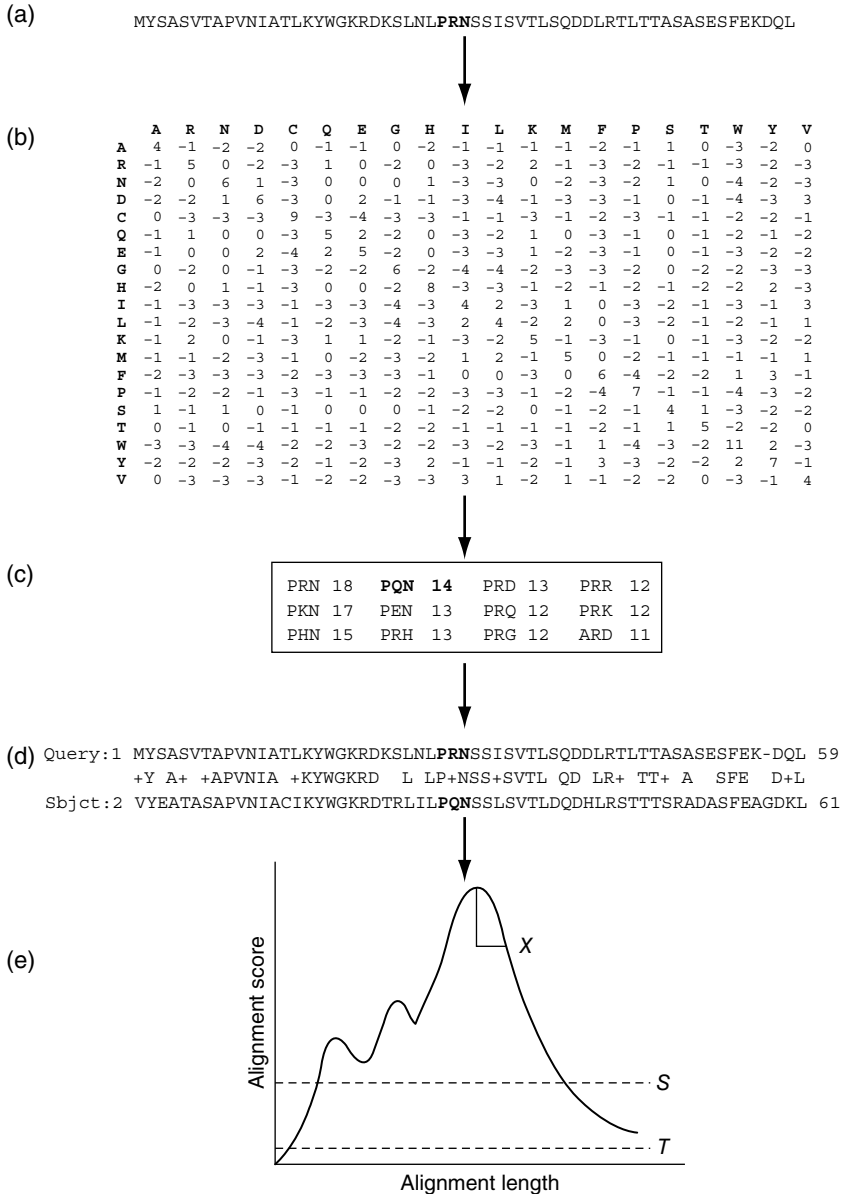 (a)
MYSASVTAPVNIATLKYWGKRDKSLNLPRNSSISVTLSQDDLRTLTTASASESFEKDQL
(b)
A R N D C Q E G H I L K M F P S T W Y V
A 4 -1 -2 -2 0 -1 -1 0 -2 -1 -1 -1 -1 -2 -1 1 0 -3 -2 0
R -1 5 0 -2 -3 1 0 -2 0 -3 -2 2 -1 -3 -2 -1 -1 -3 -2 -3
N -2 0 6 1 -3 0 0 0 1 -3 -3 0 -2 -3 -2 1 0 -4 -2 -3
D -2 -2 1 6 -3 0 2 -1 -1 -3 -4 -1 -3 -3 -1 0 -1 -4 -3 3
C 0 -3 -3 -3 9 -3 -4 -3 -3 -1 -1 -3 -1 -2 -3 -1 -1 -2 -2 -1
Q -1 1 0 0 -3 5 2 -2 0 -3 -2 1 0 -3 -1 0 -1 -2 -1 -2
E -1 0 0 2 -4 2 5 -2 0 -3 -3 1 -2 -3 -1 0 -1 -3 -2 -2
G 0 -2 0 -1 -3 -2 -2 6 -2 -4 -4 -2 -3 -3 -2 0 -2 -2 -3 -3
H -2 0 1 -1 -3 0 0 -2 8 -3 -3 -1 -2 -1 -2 -1 -2 -2 2 -3
I -1 -3 -3 -3 -1 -3 -3 -4 -3 4 2 -3 1 0 -3 -2 -1 -3 -1 3
L -1 -2 -3 -4 -1 -2 -3 -4 -3 2 4 -2 2 0 -3 -2 -1 -2 -1 1
K -1 2 0 -1 -3 1 1 -2 -1 -3 -2 5 -1 -3 -1 0 -1 -3 -2 -2
M -1 -1 -2 -3 -1 0 -2 -3 -2 1 2 -1 5 0 -2 -1 -1 -1 -1 1
F -2 -3 -3 -3 -2 -3 -3 -3 -1 0 0 -3 0 6 -4 -2 -2 1 3 -1
P -1 -2 -2 -1 -3 -1 -1 -2 -2 -3 -3 -1 -2 -4 7 -1 -1 -4 -3 -2
S 1 -1 1 0 -1 0 0 0 -1 -2 -2 0 -1 -2 -1 4 1 -3 -2 -2
T 0 -1 0 -1 -1 -1 -1 -2 -2 -1 -1 -1 -1 -2 -1 1 5 -2 -2 0
W -3 -3 -4 -4 -2 -2 -3 -2 -2 -3 -2 -3 -1 1 -4 -3 -2 11 2 -3
Y -2 -2 -2 -3 -2 -1 -2 -3 2 -1 -1 -2 -1 3 -3 -2 -2 2 7 -1
V 0 -3 -3 -3 -1 -2 -2 -3 -3 3 1 -2 1 -1 -2 -2 0 -3 -1 4
(c)
PRN 18 PQN 14 PRD 13 PRR 12
PKN 17 PEN 13 PRQ 12 PRK 12
PHN 15 PRH 13 PRG 12 ARD 11
(d)
Query:1 MYSASVTAPVNIATLKYWGKRDKSLNLPRNSSISVTLSQDDLRTLTTASASESFEK-DQL 59
+Y A+ +APVNIA +KYWGKRD L LP+NSS+SVTL QD LR+ TT+ A SFE D+L
Sbjct:2 VYEATASAPVNIACIKYWGKRDTRLILPQNSSLSVTLDQDHLRSTTTSRADASFEAGDKL 61
(e)
Alignment score
X
S
T
Alignment length